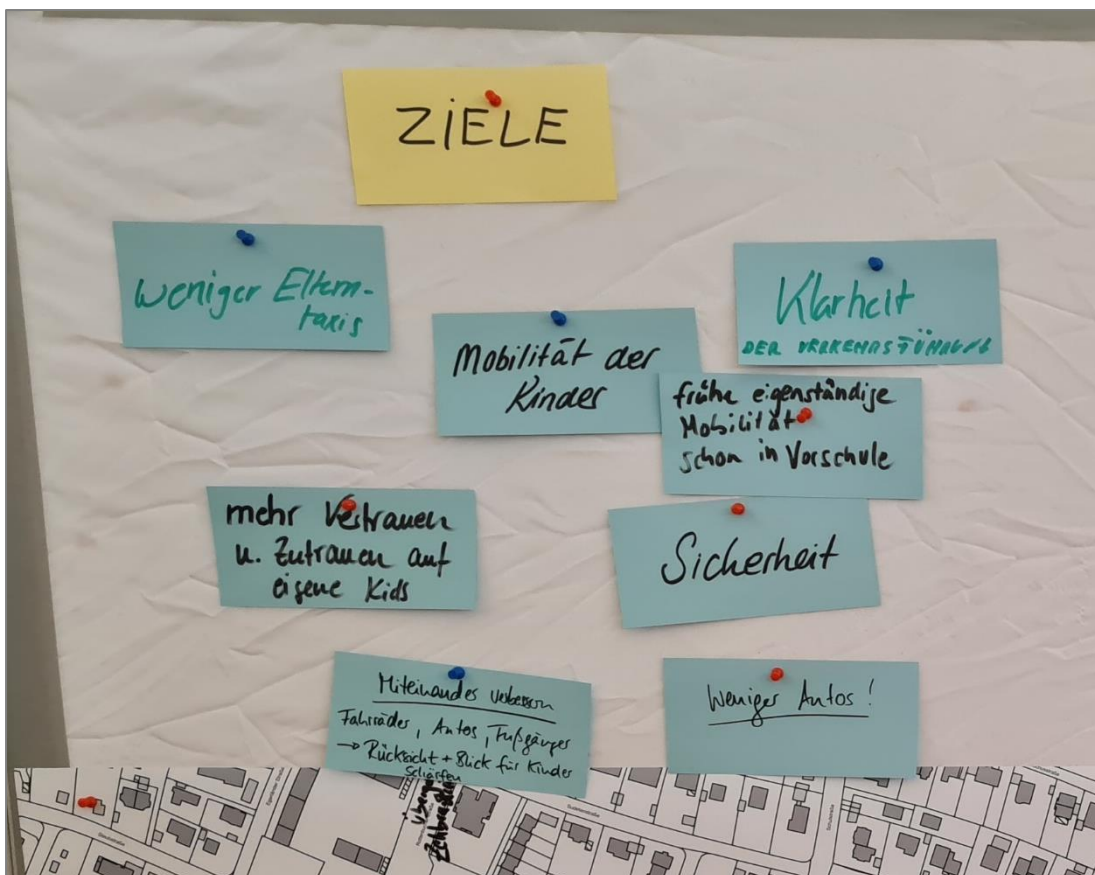 ZiELE
weniger Eltern-
taxis
Klarheit
DER VERKEHRSFÜHRUNG
Mobilität der
Kinder
frühe eigenständige
Mobilität
schon in Vorschule
mehr Vertrauen
u. Zutrauen auf
eigene Kids
Sicherheit
Miteinander verbessern
Fahrräder, Autos, Fußgänger
→ Rücksicht + Blick für Kinder
schärfen
Weniger Autos!